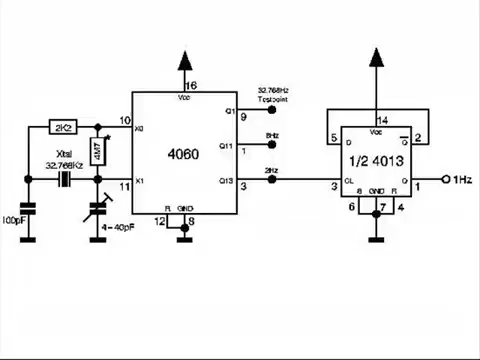 16
Vcc
32.768Hz
Testpoint
Q1
9
14
Vcc
10
X0
2K2
4M7
*
8Hz
Q11
1
5
D
2
Q
4060
1/2 4013
Xtal
32.768Kz
11
X1
2Hz
Q13
3
3
CL
Q
1
1Hz
S GND R
6
7
4
100pF
4-40pF
R GND
12
8